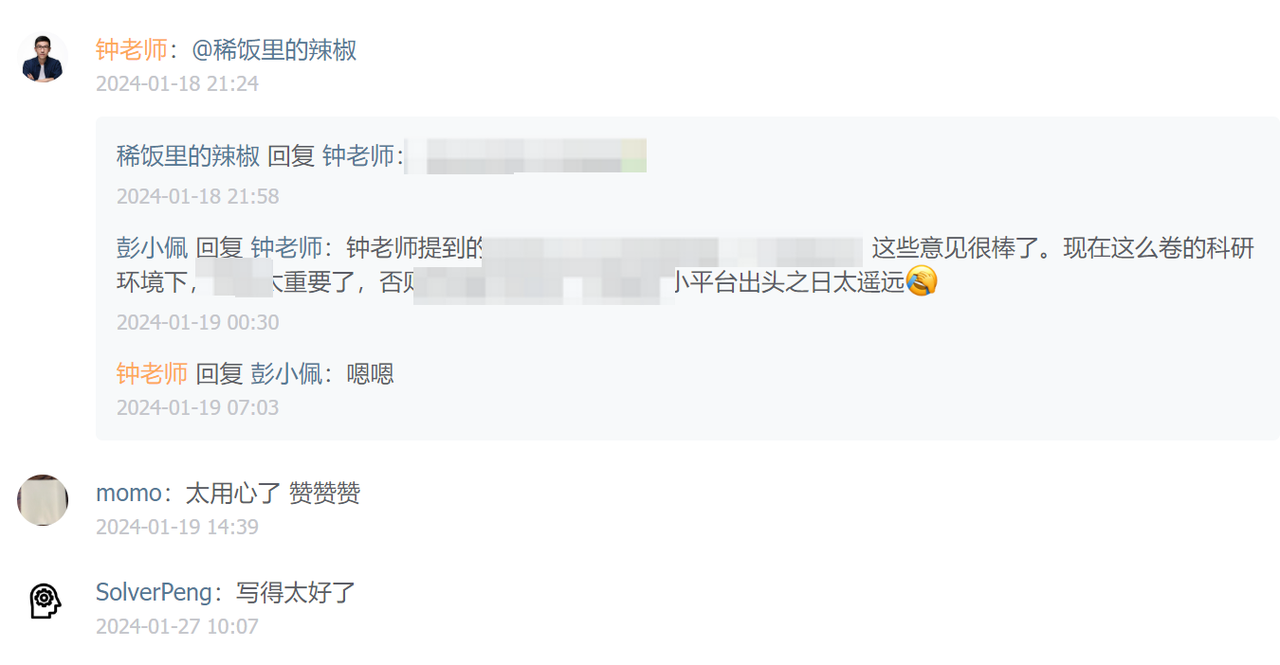 钟老师：@稀饭里的辣椒
2024-01-18 21:24
稀饭里的辣椒 回复 钟老师：
2024-01-18 21:58
彭小佩 回复 钟老师：钟老师提到的 这些意见很棒了。现在这么卷的科研
环境下， 太重要了，否则 小平台出头之日太遥远🤣
2024-01-19 00:30
钟老师 回复 彭小佩：嗯嗯
2024-01-19 07:03
momo：太用心了 赞赞赞
2024-01-19 14:39
SolverPeng：写得太好了
2024-01-27 10:07